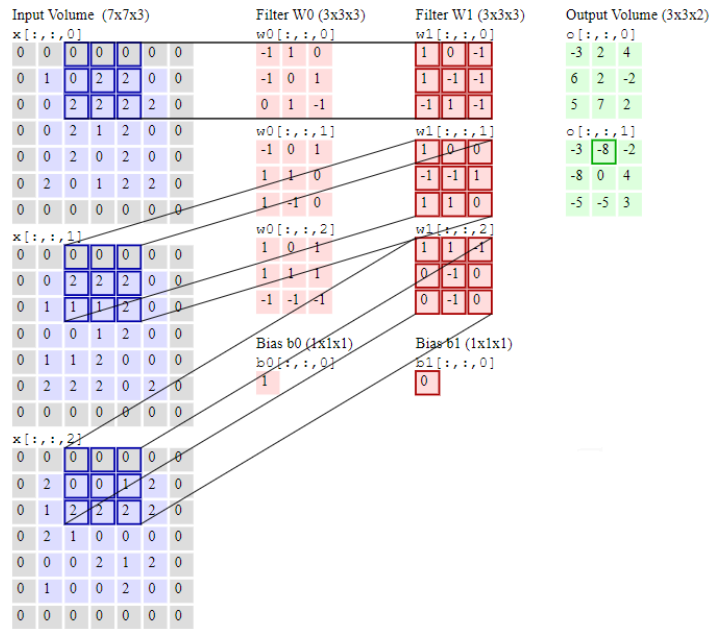 Input Volume (7x7x3)
x[:,:,0]
0 0 0 0 0 0 0
0 1 0 2 2 0 0
0 0 2 2 2 2 0
0 0 2 1 2 0 0
0 0 2 0 2 0 0
0 2 0 1 2 2 0
0 0 0 0 0 0 0
x[:,:,1]
0 0 0 0 0 0 0
0 0 2 2 2 0 0
0 1 1 1 2 0 0
0 0 0 1 2 0 0
0 1 1 2 0 0 0
0 2 2 2 0 2 0
0 0 0 0 0 0 0
x[:,:,2]
0 0 0 0 0 0 0
0 2 0 0 1 2 0
0 1 2 2 2 2 0
0 2 1 0 0 0 0
0 0 0 2 1 2 0
0 1 0 0 2 0 0
0 0 0 0 0 0 0
Filter W0 (3x3x3)
w0[:,:,0]
-1 1 0
-1 0 1
0 1 -1
w0[:,:,1]
-1 0 1
1 1 0
1 -1 0
w0[:,:,2]
1 0 1
1 1 1
-1 -1 -1
Bias b0 (1x1x1)
b0[:,:,0]
1
Filter W1 (3x3x3)
w1[:,:,0]
1 0 -1
1 -1 -1
-1 1 -1
w1[:,:,1]
1 0 0
-1 -1 1
1 1 0
w1[:,:,2]
1 1 -1
0 -1 0
0 -1 0
Bias b1 (1x1x1)
b1[:,:,0]
0
Output Volume (3x3x2)
o[:,:,0]
-3 2 4
6 2 -2
5 7 2
o[:,:,1]
-3 -8 -2
-8 0 4
-5 -5 3